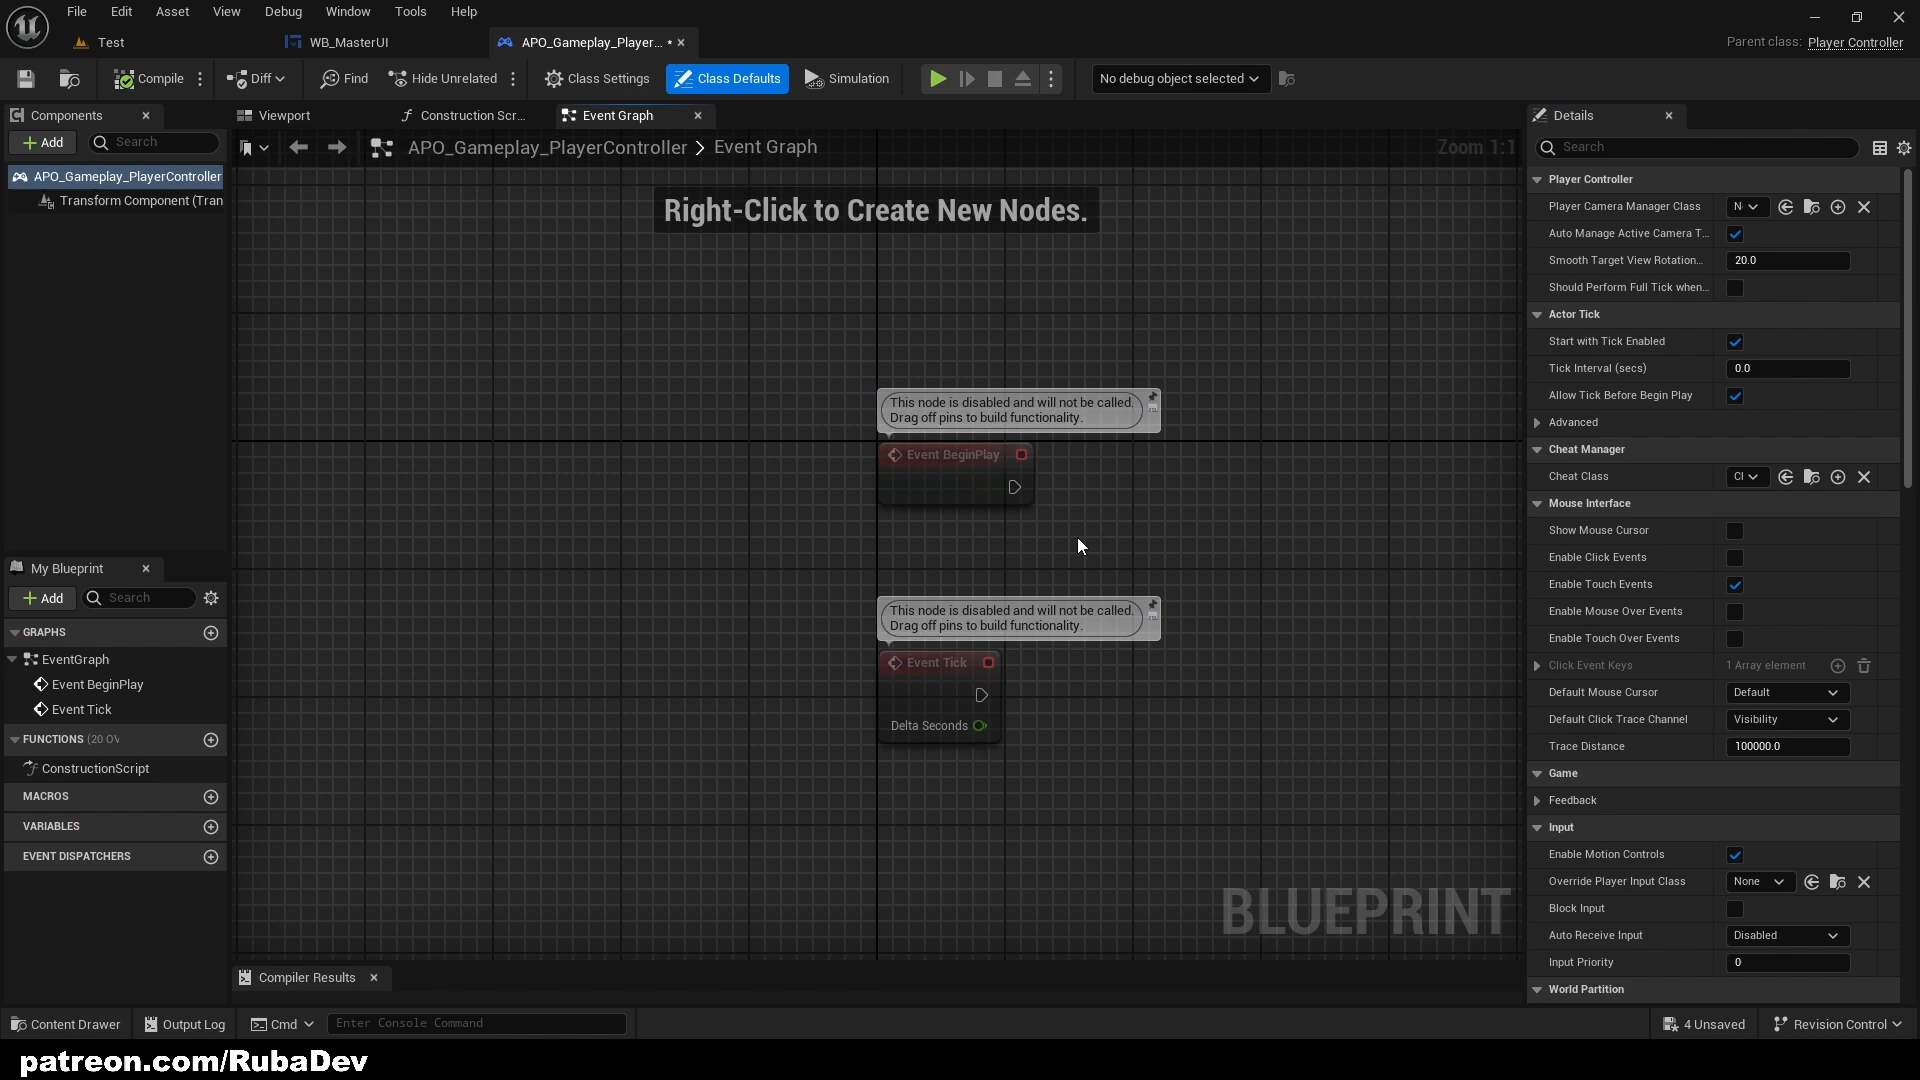 File Edit Asset View Debug Window Tools Help
Test WB_MasterUI APO_Gameplay_Player... *
Parent class: Player Controller
Compile Diff Find Hide Unrelated Class Settings Class Defaults Simulation No debug object selected
Components
Add Search
APO_Gameplay_PlayerController
Transform Component (Tran
My Blueprint
Add Search
GRAPHS
EventGraph
Event BeginPlay
Event Tick
FUNCTIONS (20 OV
ConstructionScript
MACROS
VARIABLES
EVENT DISPATCHERS
Viewport Construction Scr... Event Graph
APO_Gameplay_PlayerController > Event Graph
Zoom 1:1
Right-Click to Create New Nodes.
This node is disabled and will not be called.
Drag off pins to build functionality.
Event BeginPlay
This node is disabled and will not be called.
Drag off pins to build functionality.
Event Tick
Delta Seconds
BLUEPRINT
Compiler Results
Details
Search
Player Controller
Player Camera Manager Class N
Auto Manage Active Camera T...
Smooth Target View Rotation... 20.0
Should Perform Full Tick when...
Actor Tick
Start with Tick Enabled
Tick Interval (secs) 0.0
Allow Tick Before Begin Play
Advanced
Cheat Manager
Cheat Class Cl
Mouse Interface
Show Mouse Cursor
Enable Click Events
Enable Touch Events
Enable Mouse Over Events
Enable Touch Over Events
Click Event Keys 1 Array element
Default Mouse Cursor Default
Default Click Trace Channel Visibility
Trace Distance 100000.0
Game
Feedback
Input
Enable Motion Controls
Override Player Input Class None
Block Input
Auto Receive Input Disabled
Input Priority 0
World Partition
Content Drawer Output Log Cmd Enter Console Command 4 Unsaved Revision Control
patreon.com/RubaDev